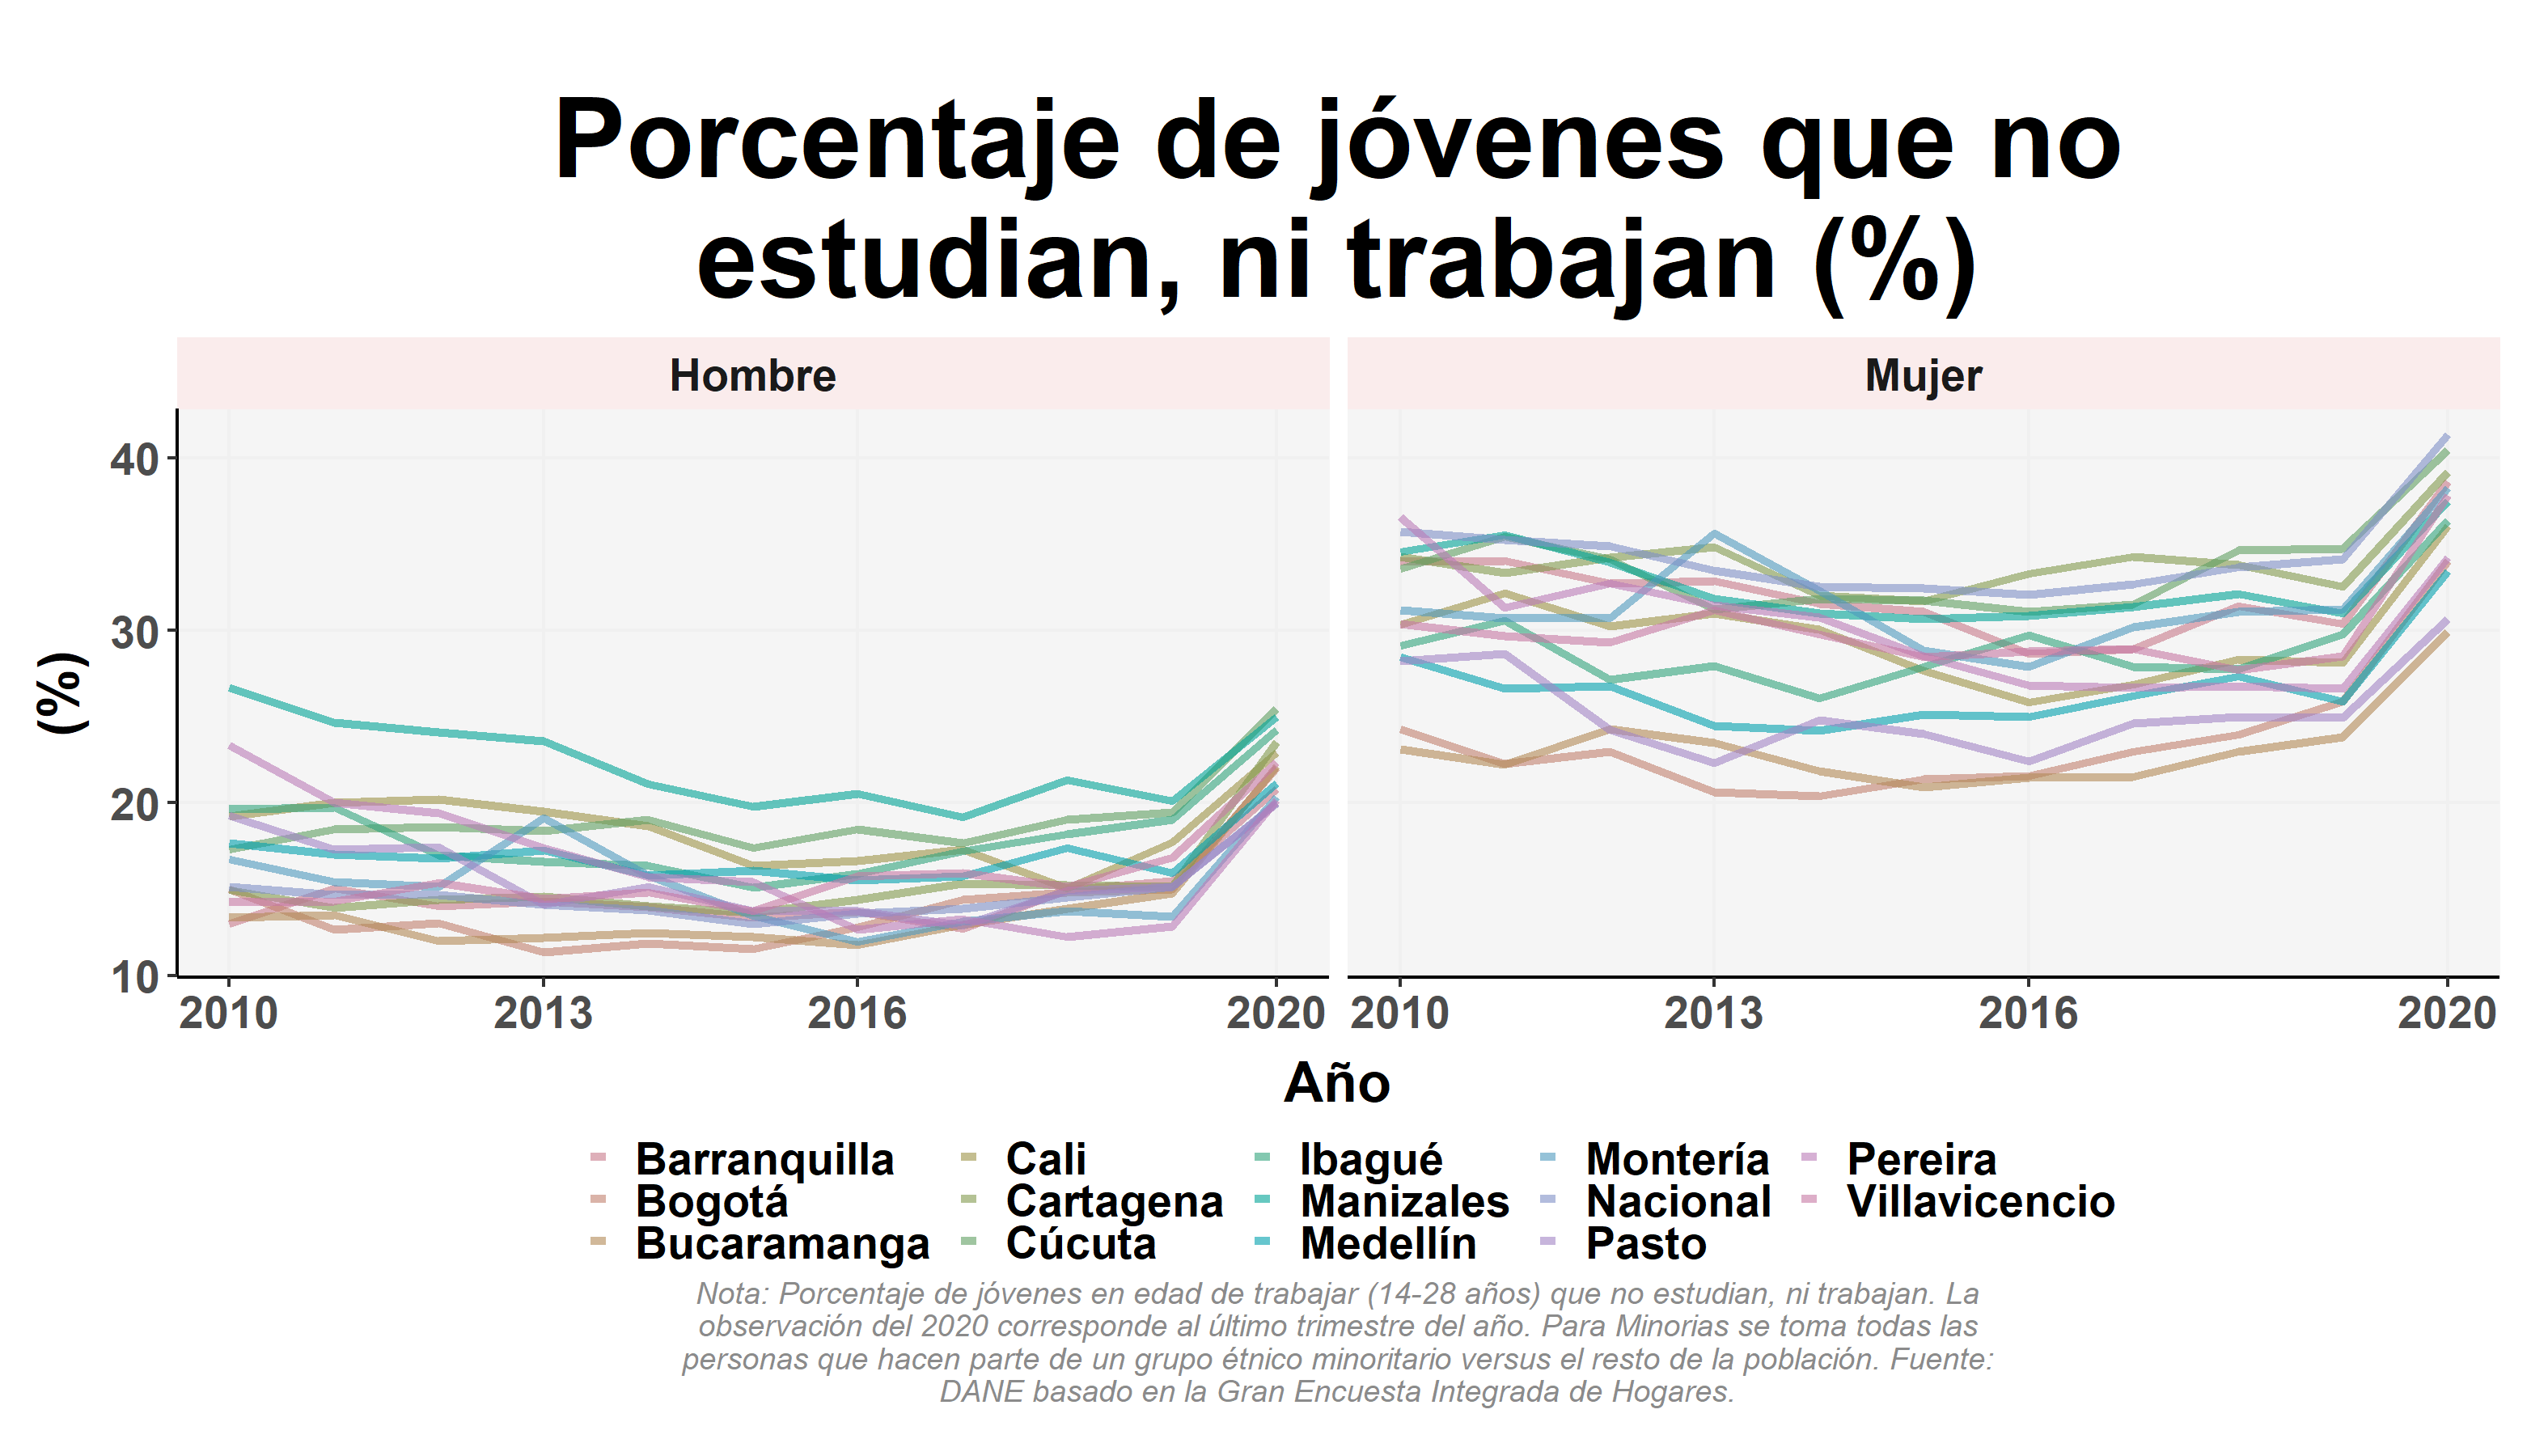 Porcentaje de jóvenes que no
estudian, ni trabajan (%)
Hombre
Mujer
(%)
40
30
20
10
2010
2013
2016
2020
2010
2013
2016
2020
Año
Barranquilla
Bogotá
Bucaramanga
Cali
Cartagena
Cúcuta
Ibagué
Manizales
Medellín
Montería
Nacional
Pasto
Pereira
Villavicencio
Nota: Porcentaje de jóvenes en edad de trabajar (14-28 años) que no estudian, ni trabajan. La
observación del 2020 corresponde al último trimestre del año. Para Minorias se toma todas las
personas que hacen parte de un grupo étnico minoritario versus el resto de la población. Fuente:
DANE basado en la Gran Encuesta Integrada de Hogares.